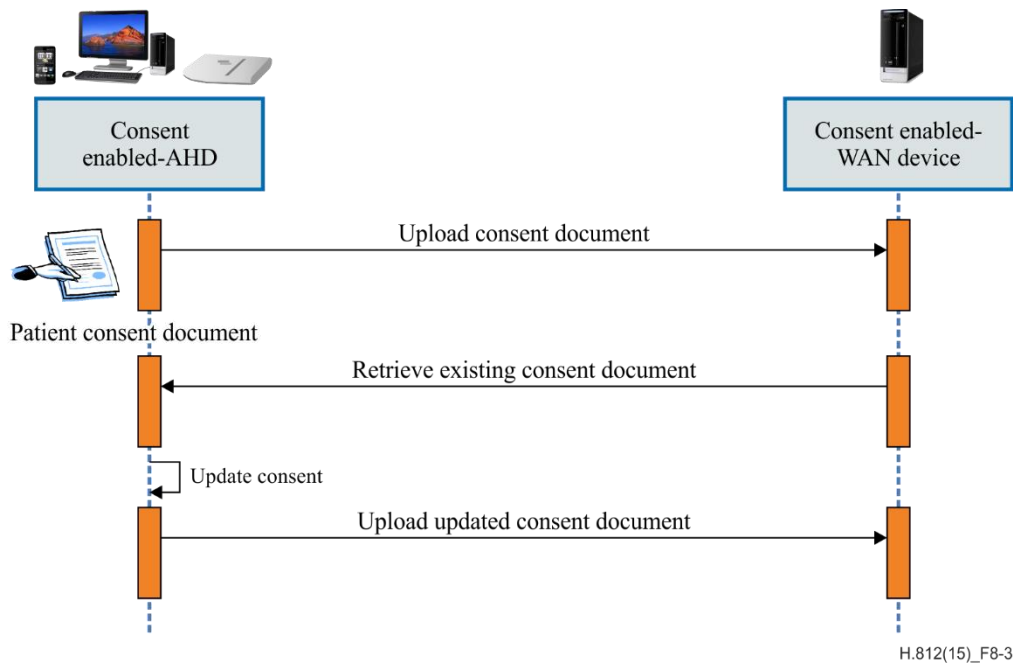 Consent
enabled-AHD
Consent enabled-
WAN device
Upload consent document
Patient consent document
Retrieve existing consent document
Update consent
Upload updated consent document
H.812(15)_F8-3